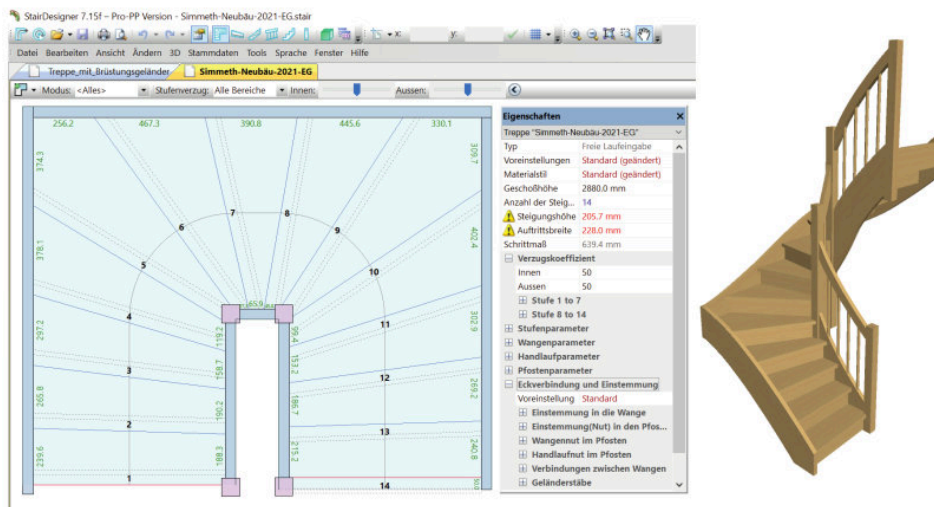 StairDesigner 7.15f - Pro-PP Version - Simmeth-Neubäu-2021-EG.stair
x: y:
Datei Bearbeiten Ansicht Ändern 3D Stammdaten Tools Sprache Fenster Hilfe
Treppe_mit_Brüstungsgeländer Simmeth-Neubäu-2021-EG
Modus: <Alles> Stufenverzug: Alle Bereiche Innen: Aussen:
256.2 467.3 390.8 445.6 330.1
374.3
378.1
297.2
265.8
239.6
309.7
402.4
302.9
269.2
240.8
65.9
119.2
158.7
190.2
188.3
99.4
153.2
186.7
215.2
1
2
3
4
5
6
7
8
9
10
11
12
13
14
Eigenschaften
Treppe "Simmeth-Neubäu-2021-EG"
Typ Freie Laufeingabe
Voreinstellungen Standard (geändert)
Materialstil Standard (geändert)
Geschoßhöhe 2880.0 mm
Anzahl der Steig... 14
Steigungshöhe 205.7 mm
Auftrittsbreite 228.0 mm
Schrittmaß 639.4 mm
Verzugskoeffizient
Innen 50
Aussen 50
Stufe 1 to 7
Stufe 8 to 14
Stufenparameter
Wangenparameter
Handlaufparameter
Pfostenparameter
Eckverbindung und Einstemmung
Voreinstellung Standard
Einstemmung in die Wange
Einstemmung(Nut) in den Pfos...
Wangennut im Pfosten
Handlaufnut im Pfosten
Verbindungen zwischen Wangen
Geländerstäbe